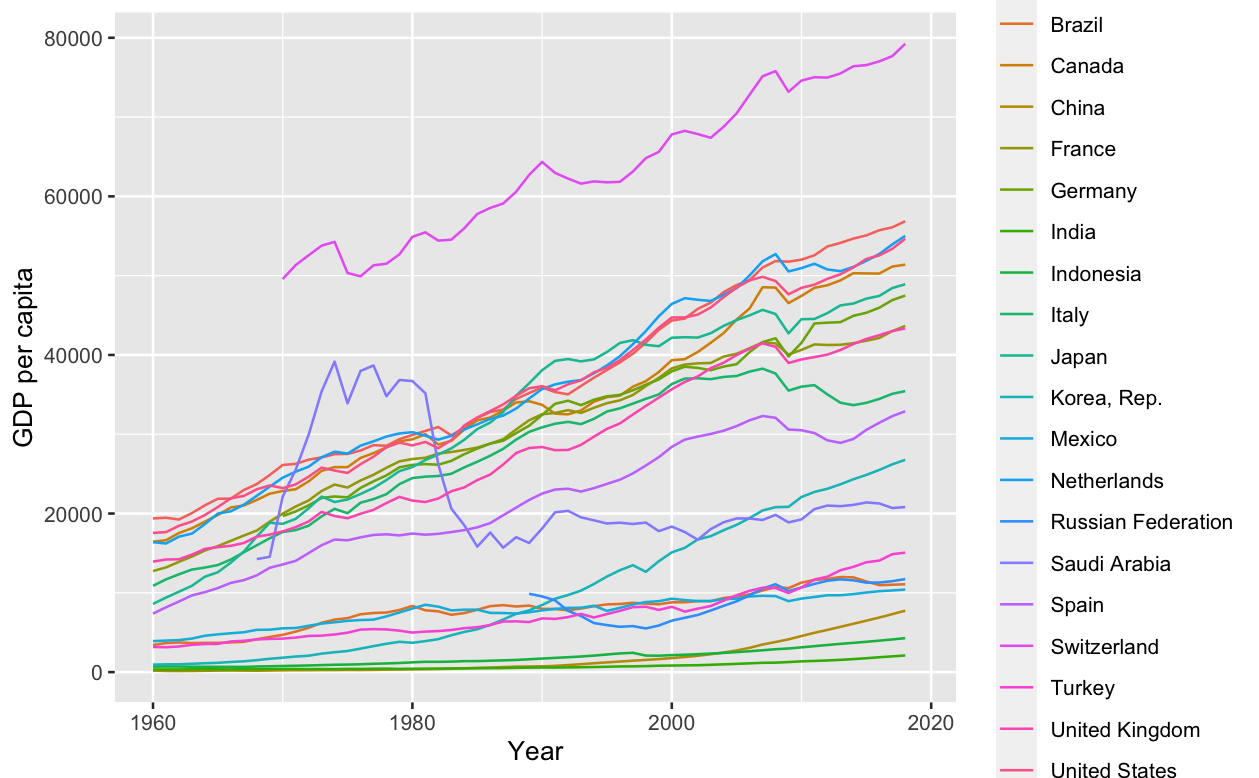 80000
60000
40000
20000
0
GDP per capita
1960
1980
2000
2020
Year
Brazil
Canada
China
France
Germany
India
Indonesia
Italy
Japan
Korea, Rep.
Mexico
Netherlands
Russian Federation
Saudi Arabia
Spain
Switzerland
Turkey
United Kingdom
United States